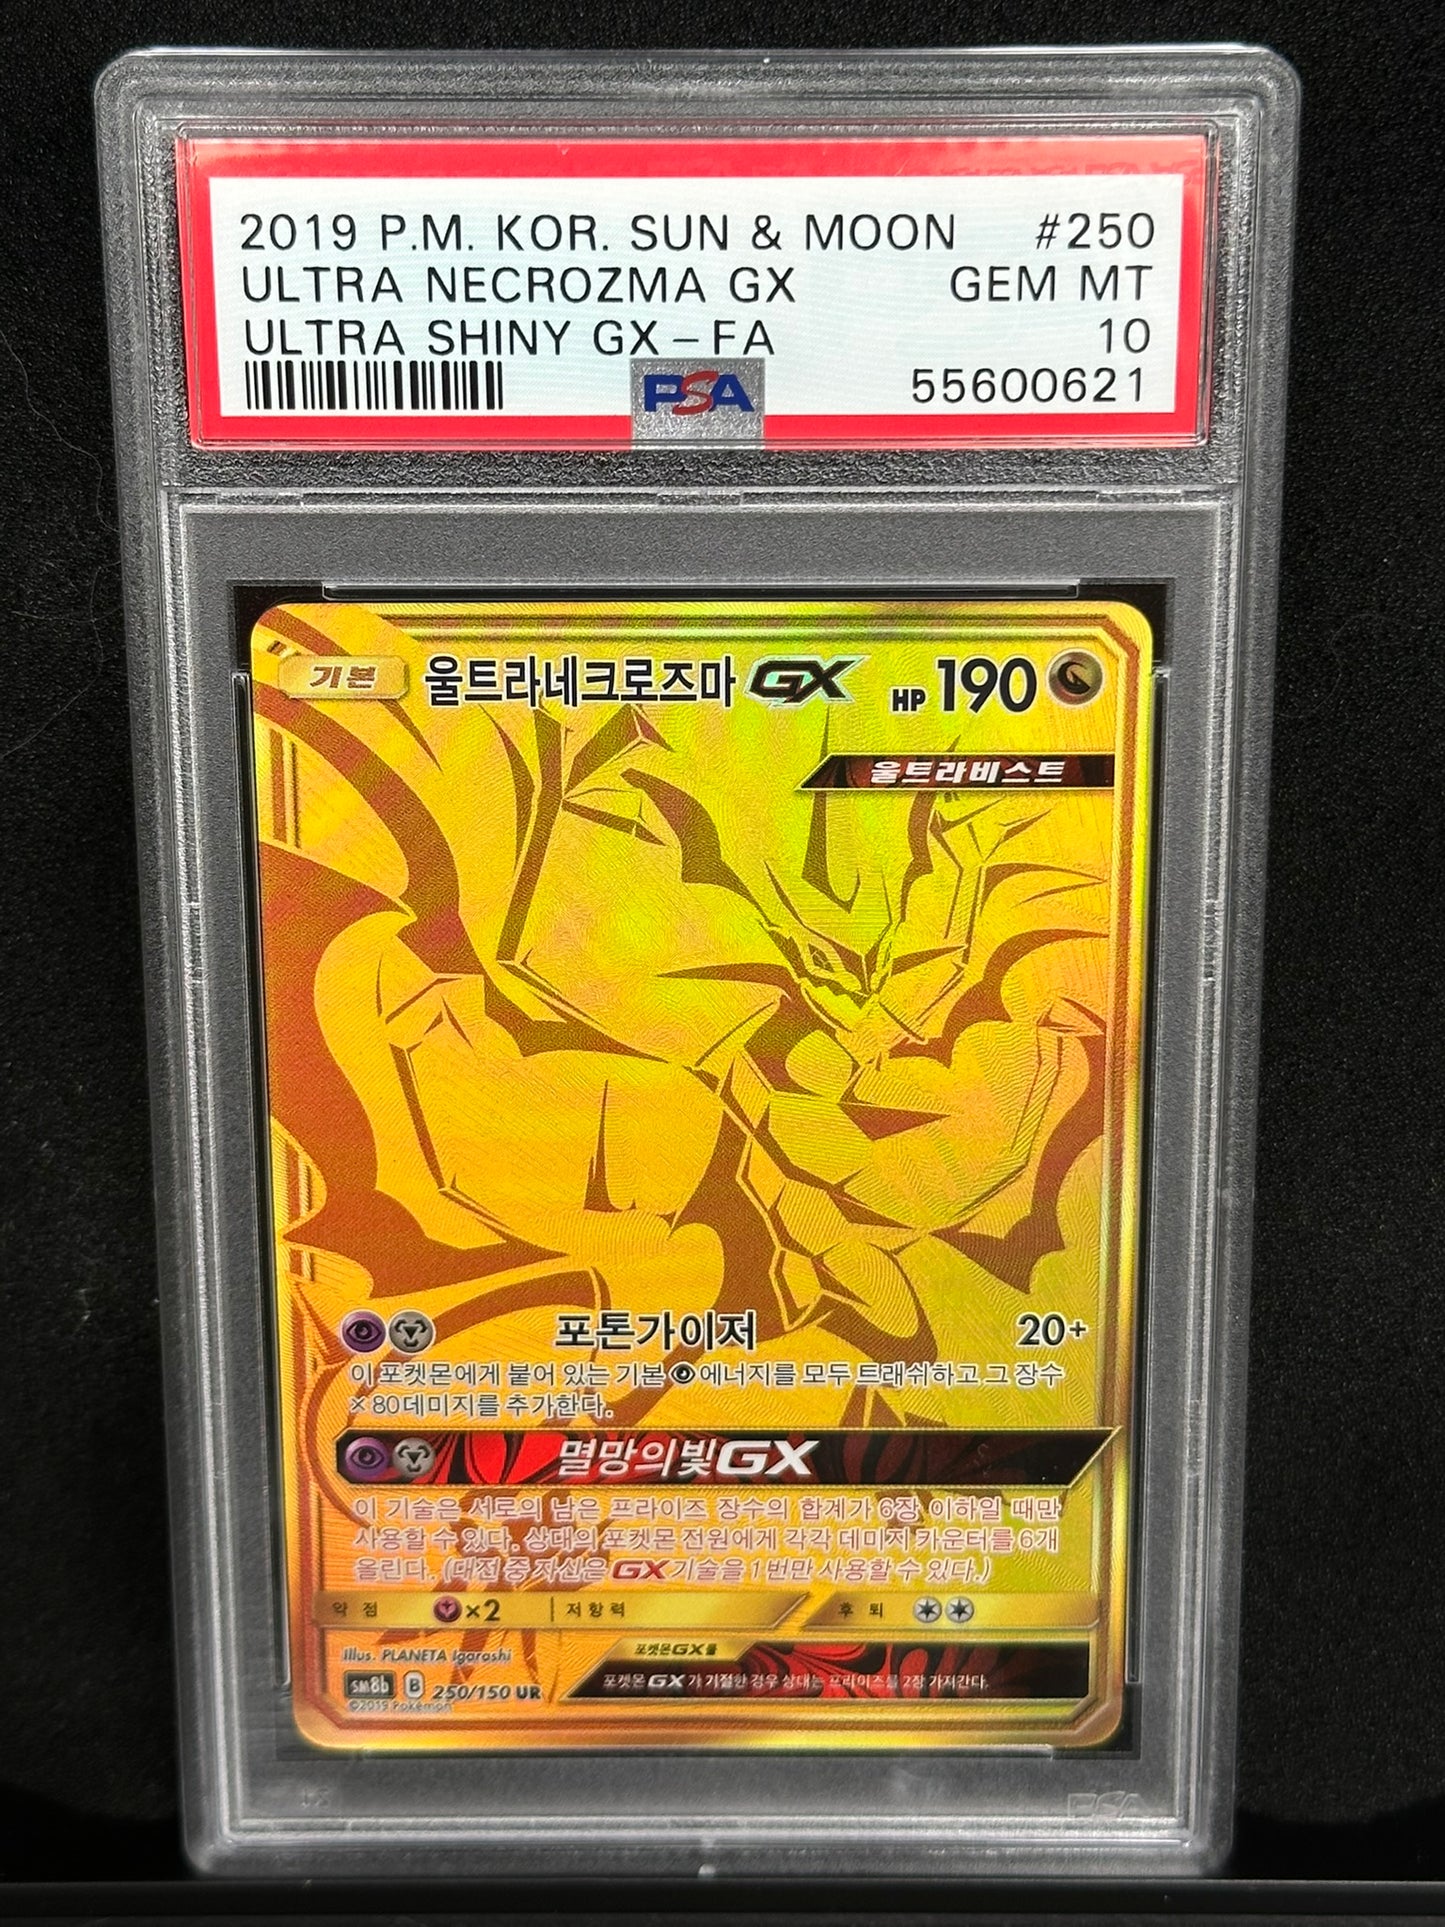 2019 P.M. KOR. SUN & MOON #250
ULTRA NECROZMA GX GEM MT
ULTRA SHINY GX-FA 10
PSA 55600621
기본 울트라네크로즈마 GX HP 190
울트라비스트
포톤가이저 20+
이 포켓몬에게 붙어 있는 기본 에너지를 모두 트래쉬하고 그 장수
×80데미지를 추가한다.
멸망의빛GX
이 기술은 서로의 남은 프라이즈 장수의 합계가 6장 이하일 때만
사용할 수 있다. 상대의 포켓몬 전원에게 각각 데미지 카운터를 6개
올린다. (대전 중 자신은 GX 기술을 1번만 사용할 수 있다.)
약점 ×2 저항력 후퇴
Illus. PLANETA Igarashi
포켓몬GX룰
포켓몬 GX가 기절한 경우 상대는 프라이즈를 2장 가져간다.
SM8b B 250/150 UR
©2019 Pokémon
PSA